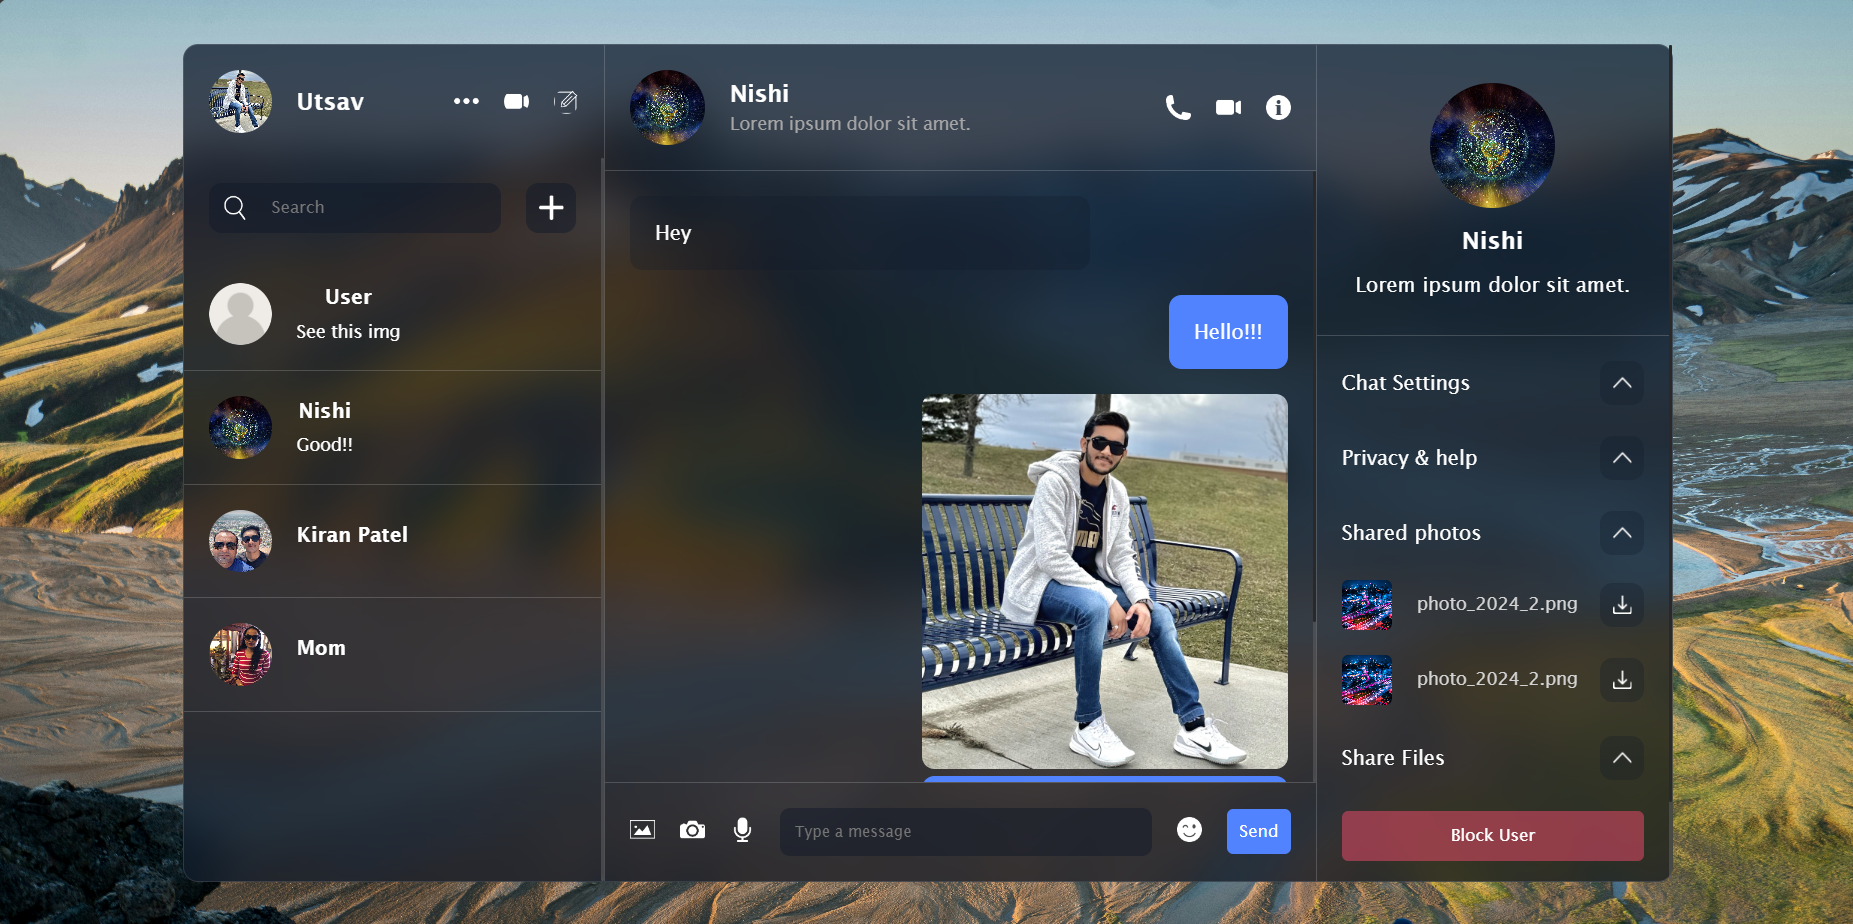 Utsav
Search
User
See this img
Nishi
Good!!
Kiran Patel
Mom
Nishi
Lorem ipsum dolor sit amet.
Hey
Hello!!!
Type a message
Send
Nishi
Lorem ipsum dolor sit amet.
Chat Settings
Privacy & help
Shared photos
photo_2024_2.png
photo_2024_2.png
Share Files
Block User